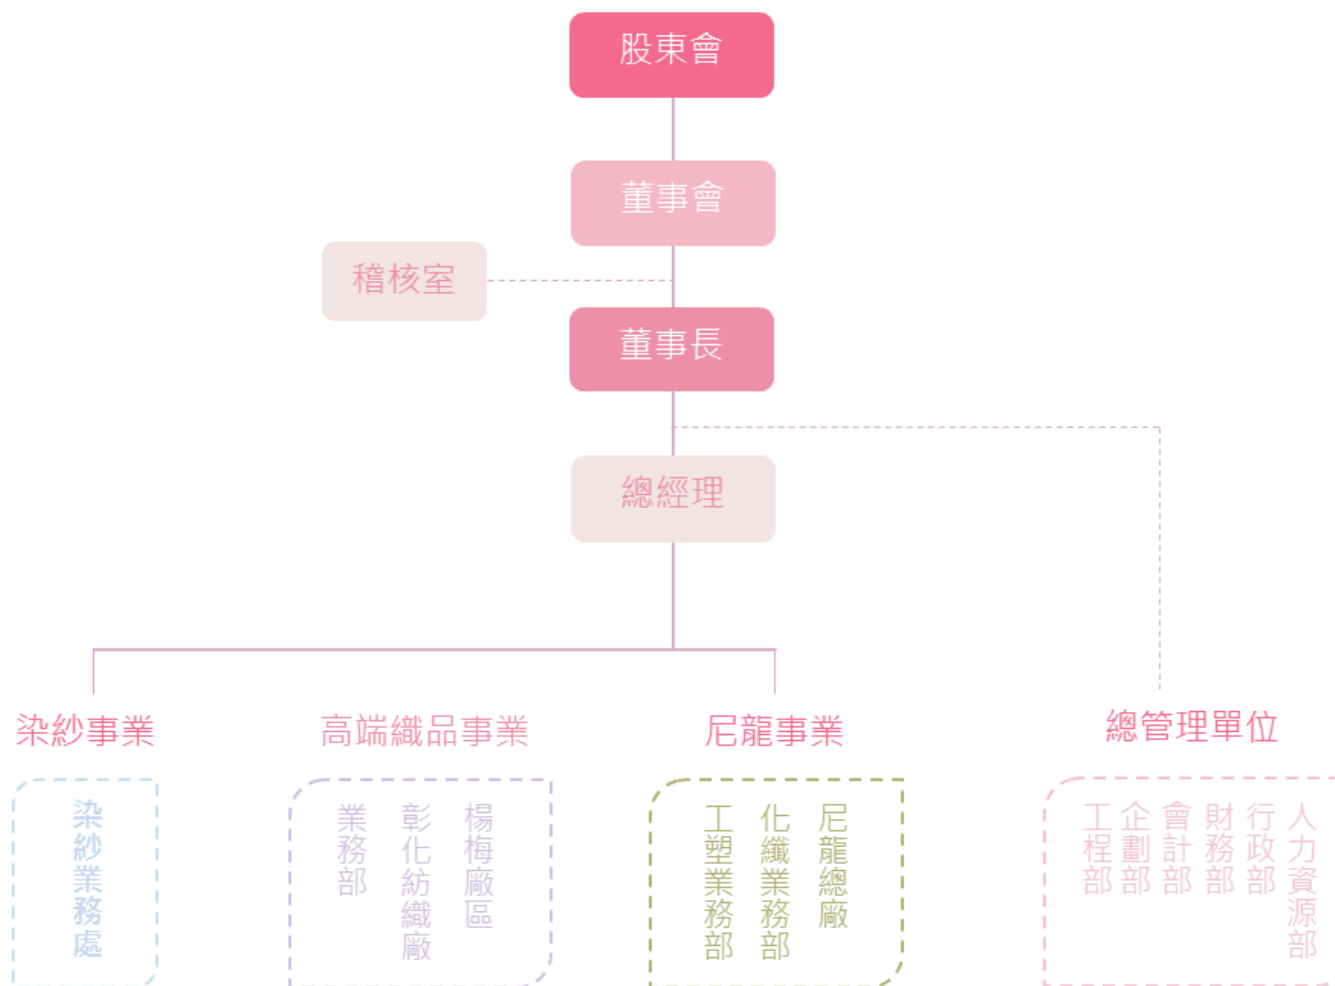 股東會
董事會
稽核室
董事長
總經理
染紗事業
高端織品事業
尼龍事業
總管理單位
染紗業務處
業務部
彰化紡織廠
楊梅廠區
工塑業務部
化纖業務部
尼龍總廠
工程部
企劃部
會計部
財務部
行政部
人力資源部